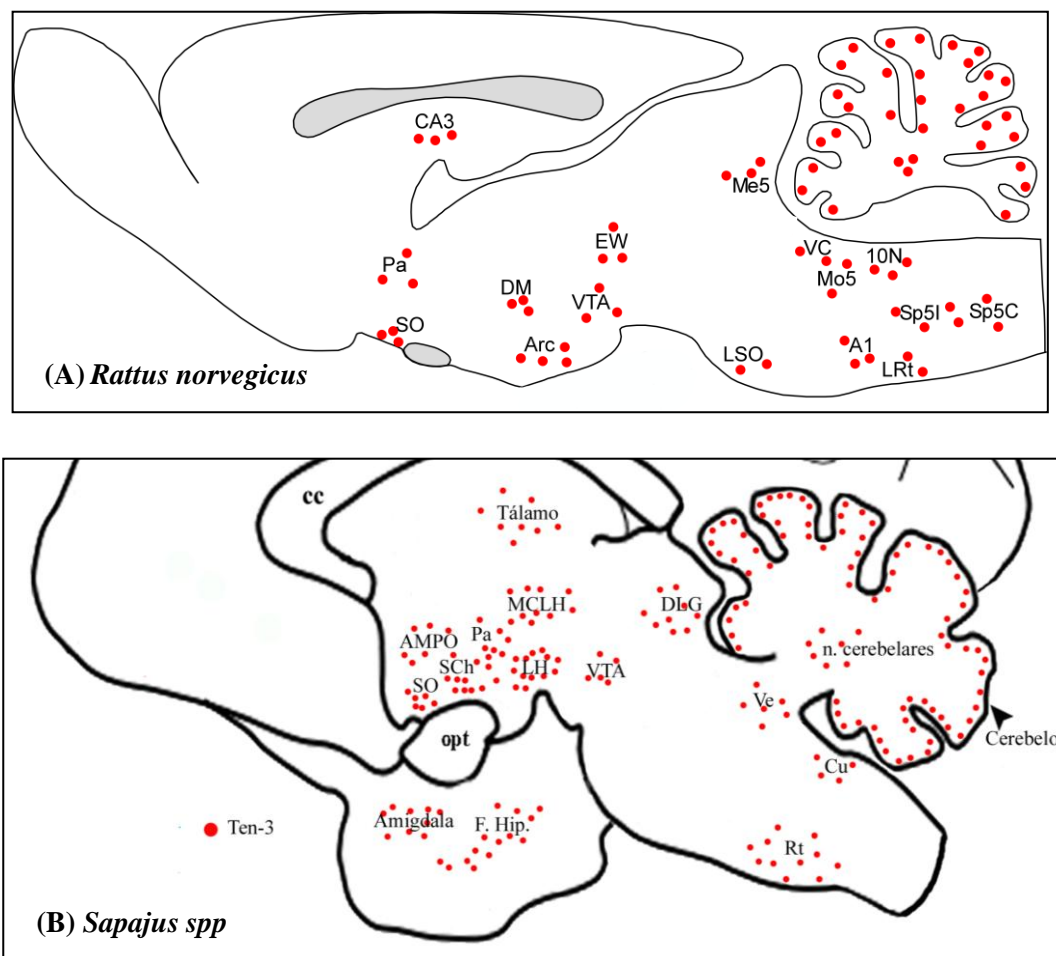 CA3
Me5
EW
VC
10N
Pa
Mo5
DM
VTA
Sp5I
Sp5C
SO
Arc
A1
LSO
LRt
(A) Rattus norvegicus
cc
Tálamo
MCLH
DLG
AMPO
Pa
n. cerebelares
SCh
LH
VTA
SO
Ve
opt
Cerebelo
Cu
Amigdala
F. Hip.
Ten-3
Rt
(B) Sapajus spp